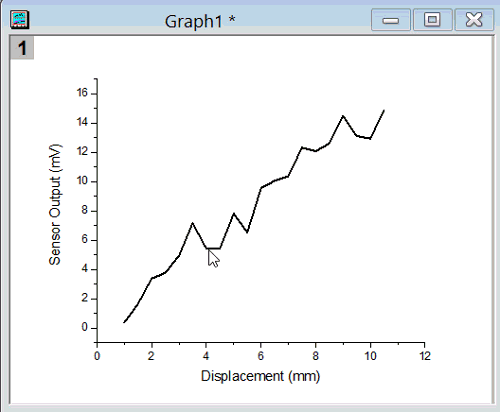 Graph1 *
1
16
14
12
10
8
6
4
2
0
Sensor Output (mV)
0 2 4 6 8 10 12
Displacement (mm)